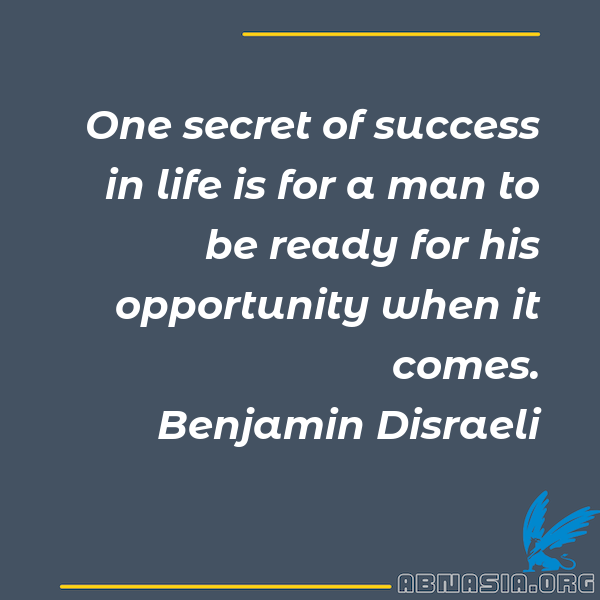 One secret of success
in life is for a man to
be ready for his
opportunity when it
comes.
Benjamin Disraeli
ABNASIA.ORG